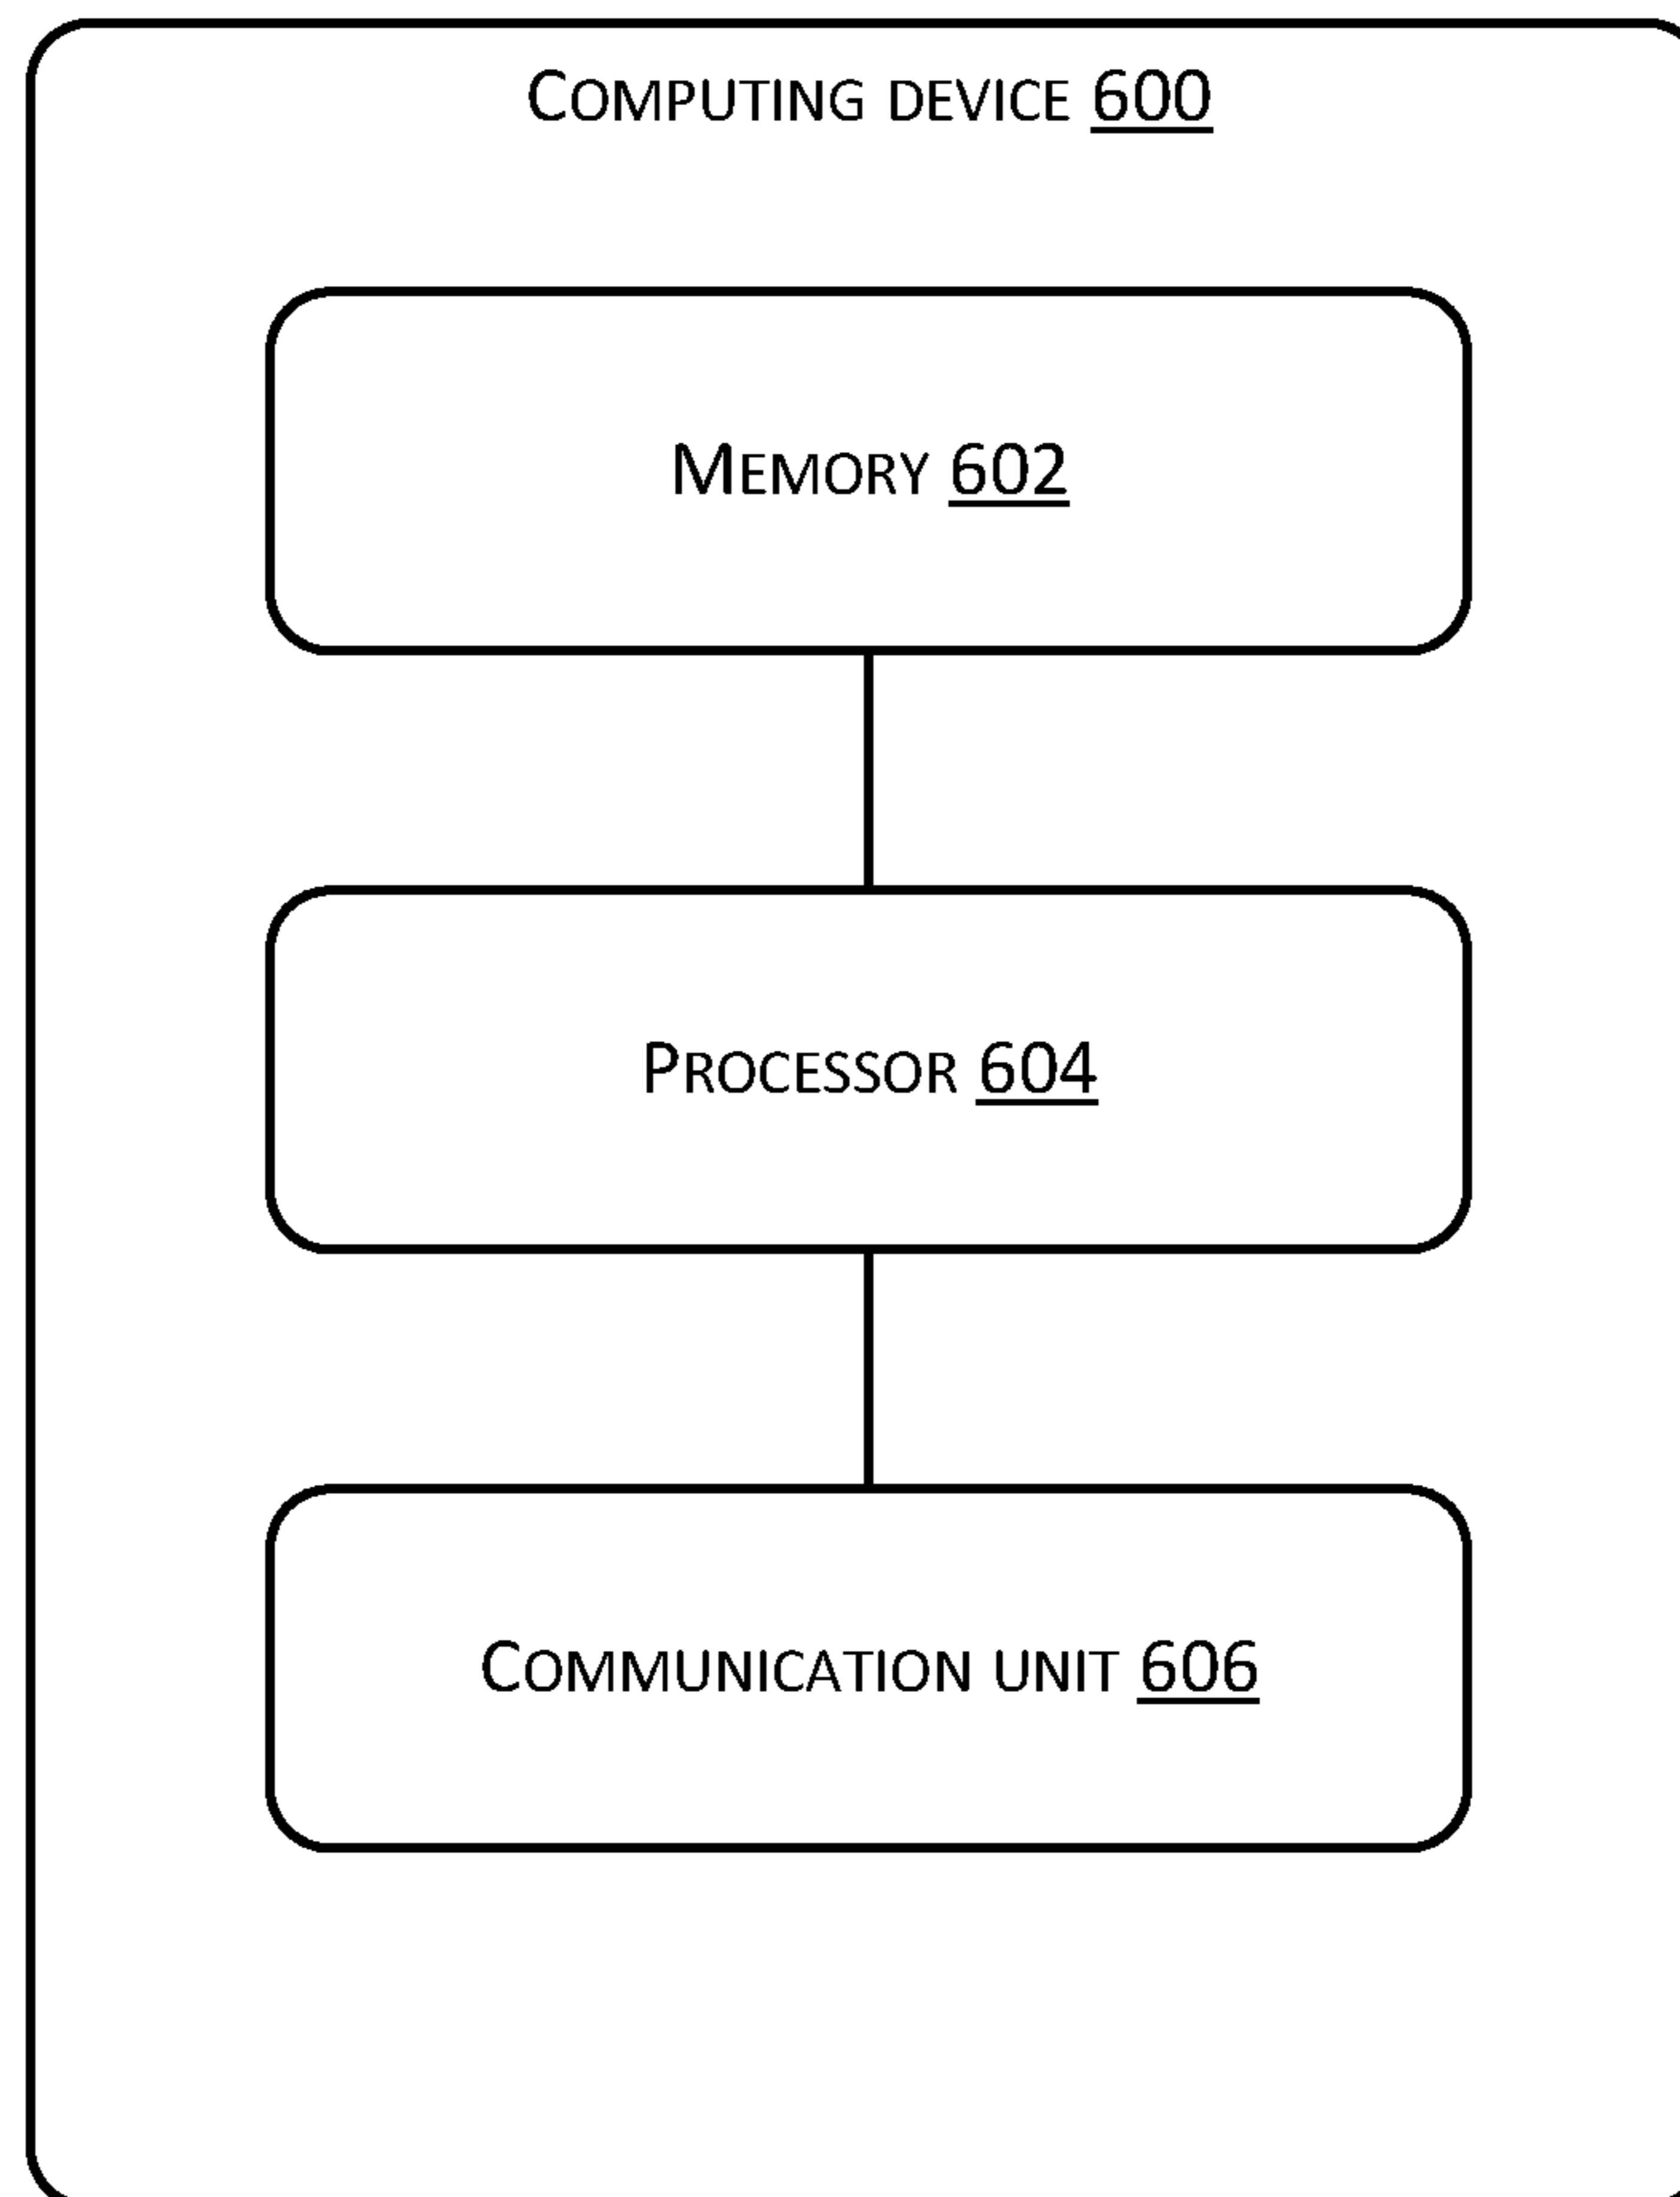 COMPUTING DEVICE 600
MEMORY 602
PROCESSOR 604
COMMUNICATION UNIT 606